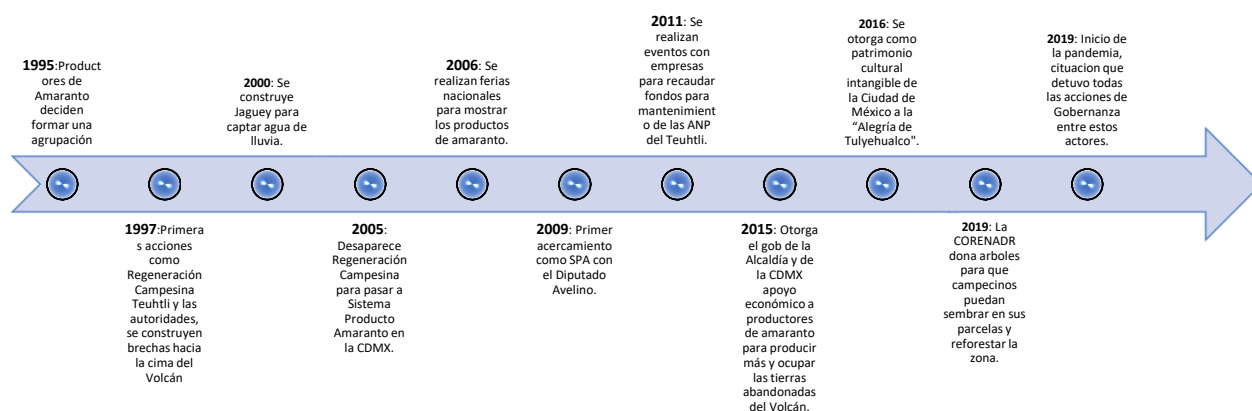 1995:Product
ores de
Amaranto
deciden
formar una
agrupación
1997:Primera
s acciones
como
Regeneración
Campesina
Teuhtli y las
autoridades,
se construyen
brechas hacia
la cima del
Volcán
2000: Se
construye
Jaguey para
captar agua de
lluvia.
2005:
Desaparece
Regeneración
Campesina
para pasar a
Sistema
Producto
Amaranto en
la CDMX.
2006: Se
realizan ferias
nacionales
para mostrar
los productos
de amaranto.
2009: Primer
acercamiento
como SPA con
el Diputado
Avelino.
2011: Se
realizan
eventos con
empresas
para recaudar
fondos para
mantenimient
o de las ANP
del Teuhtli.
2015: Otorga
el gob de la
Alcaldía y de
la CDMX
apoyo
económico a
productores
de amaranto
para producir
más y ocupar
las tierras
abandonadas
del Volcán.
2016: Se
otorga como
patrimonio
cultural
intangible de
la Ciudad de
México a la
“Alegría de
Tulyehualco".
2019: La
CORENADR
dona arboles
para que
campecinos
puedan
sembrar en sus
parcelas y
reforestar la
zona.
2019: Inicio de
la pandemia,
cituacion que
detuvo todas
las acciones de
Gobernanza
entre estos
actores.